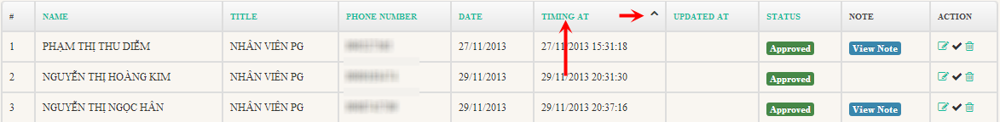 # NAME TITLE PHONE NUMBER DATE TIMING AT UPDATED AT STATUS NOTE ACTION
1 PHẠM THỊ THU DIỄM NHÂN VIÊN PG 27/11/2013 27/11/2013 15:31:18 Approved View Note
2 NGUYỄN THỊ HOÀNG KIM NHÂN VIÊN PG 29/11/2013 29/11/2013 20:31:30 Approved
3 NGUYỄN THỊ NGỌC HÂN NHÂN VIÊN PG 29/11/2013 29/11/2013 20:37:16 Approved View Note